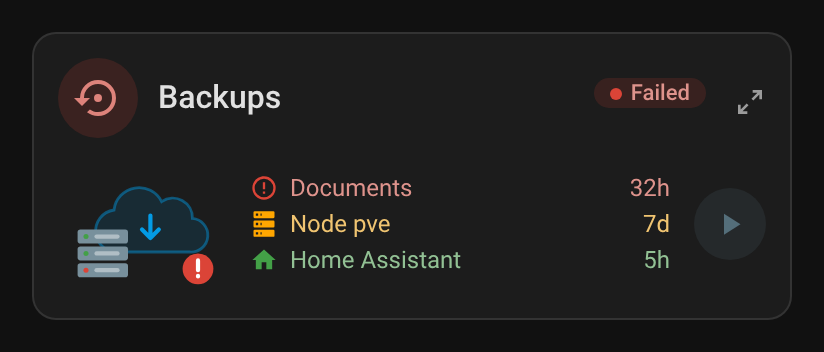 Backups
Failed
Documents 32h
Node pve 7d
Home Assistant 5h